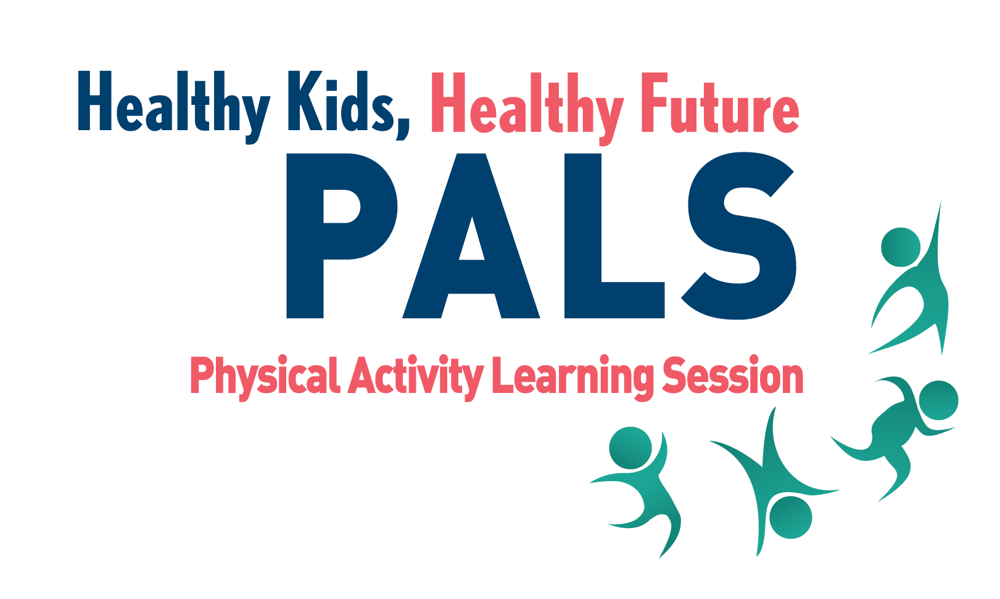 Healthy Kids, Healthy Future
PALS
Physical Activity Learning Session